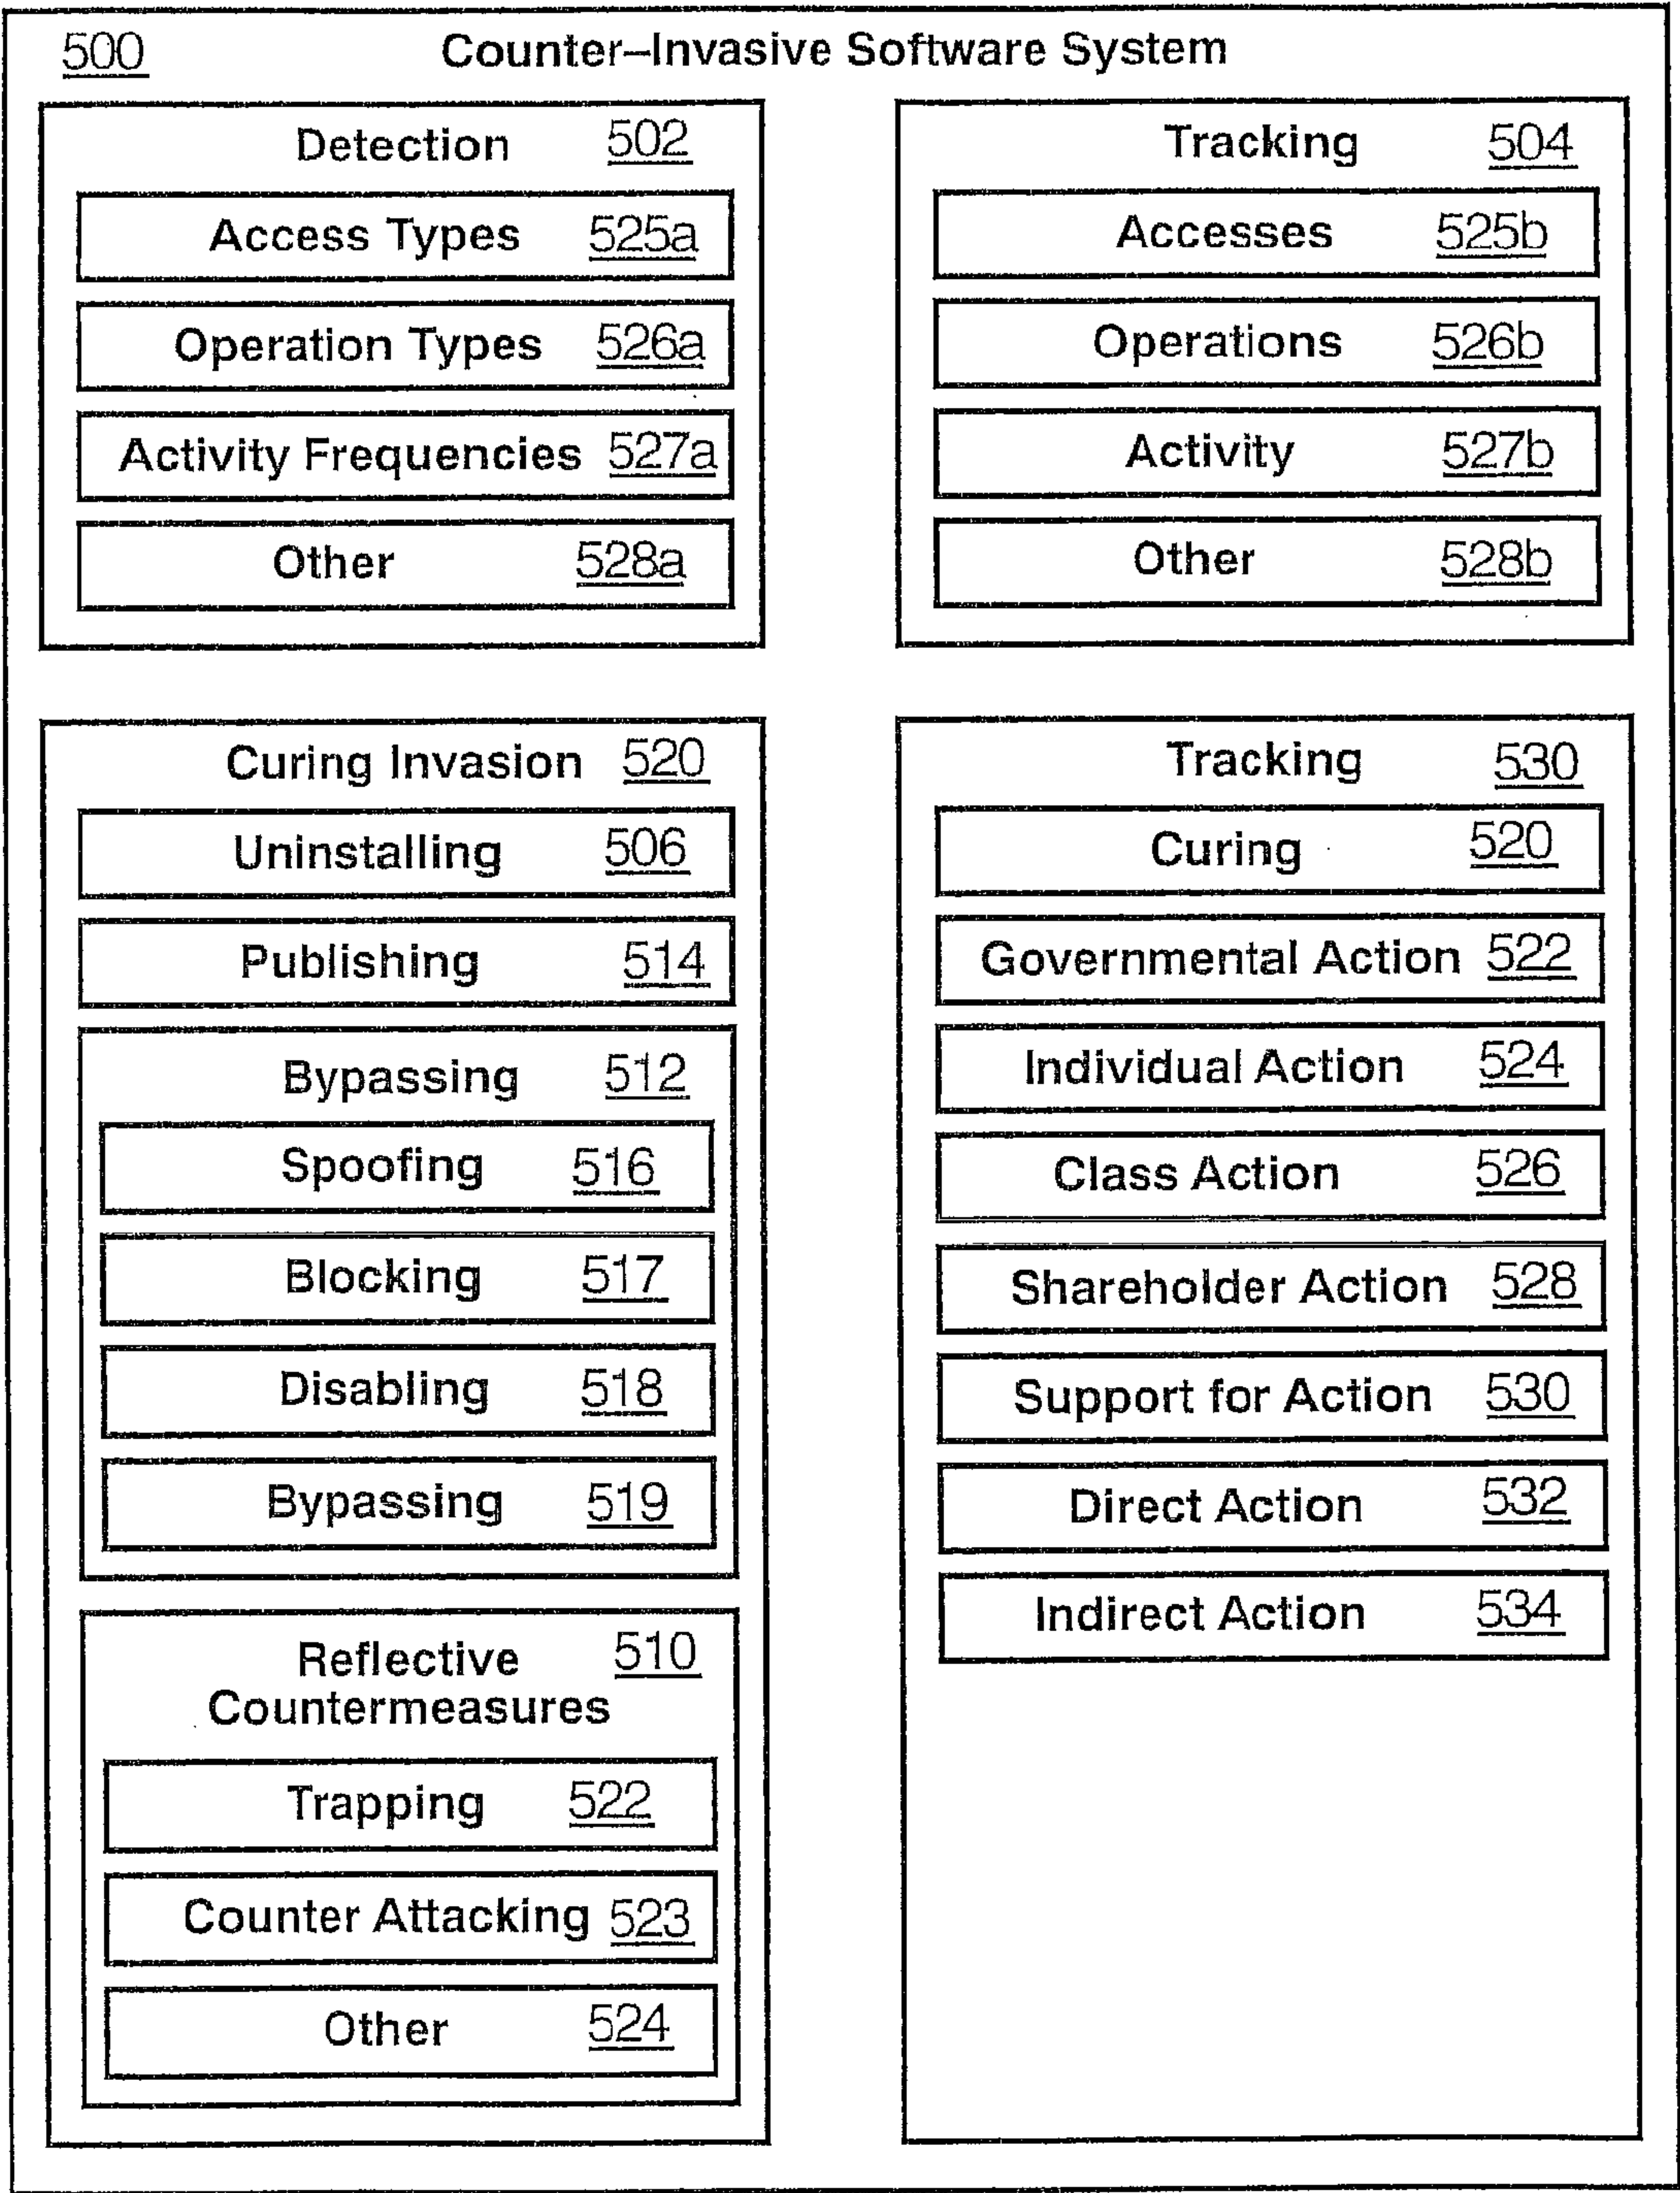 500 Counter–Invasive Software System
Detection 502
Access Types 525a
Operation Types 526a
Activity Frequencies 527a
Other 528a
Tracking 504
Accesses 525b
Operations 526b
Activity 527b
Other 528b
Curing Invasion 520
Uninstalling 506
Publishing 514
Bypassing 512
Spoofing 516
Blocking 517
Disabling 518
Bypassing 519
Reflective 510
Countermeasures
Trapping 522
Counter Attacking 523
Other 524
Tracking 530
Curing 520
Governmental Action 522
Individual Action 524
Class Action 526
Shareholder Action 528
Support for Action 530
Direct Action 532
Indirect Action 534